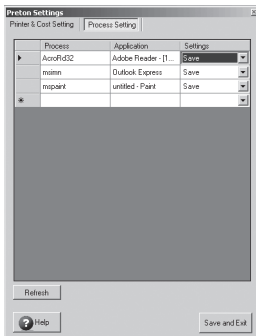 Preton Settings
Printer & Cost Setting Process Setting
Process Application Settings
AcroRd32 Adobe Reader - [1... Save
msimn Outlook Express Save
mspaint untitled - Paint Save
Refresh
Help Save and Exit